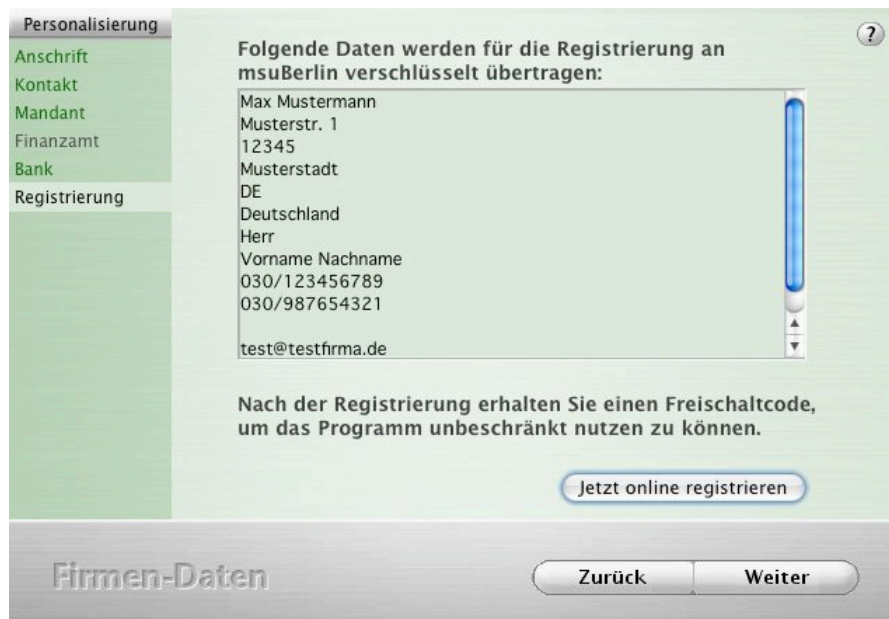 Personalisierung
Anschrift
Kontakt
Mandant
Finanzamt
Bank
Registrierung
?
Folgende Daten werden für die Registrierung an
msuBerlin verschlüsselt übertragen:
Max Mustermann
Musterstr. 1
12345
Musterstadt
DE
Deutschland
Herr
Vorname Nachname
030/123456789
030/987654321
test@testfirma.de
Nach der Registrierung erhalten Sie einen Freischaltcode,
um das Programm unbeschränkt nutzen zu können.
Jetzt online registrieren
Firmen-Daten
Zurück
Weiter